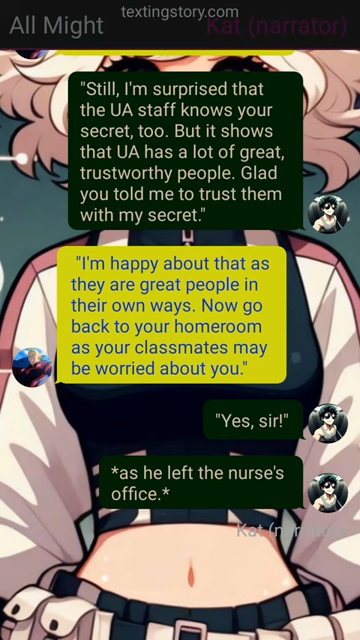 textingstory.com
All Might
Kat (narrator)
"Still, I'm surprised that
the UA staff knows your
secret, too. But it shows
that UA has a lot of great,
trustworthy people. Glad
you told me to trust them
with my secret."
"I'm happy about that as
they are great people in
their own ways. Now go
back to your homeroom
as your classmates may
be worried about you."
"Yes, sir!"
*as he left the nurse's
office.*
Kat (narrator)